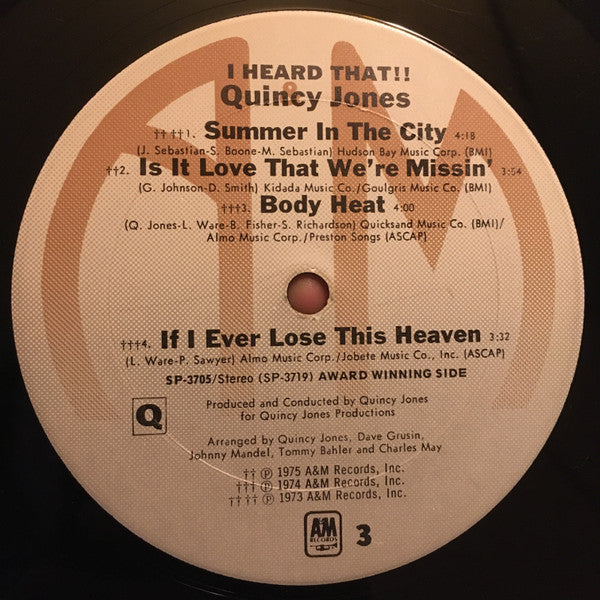 I HEARD THAT!!
Quincy Jones
†† ††1. Summer In The City 4:18
(J. Sebastian-S. Boone-M. Sebastian) Hudson Bay Music Corp. (BMI)
††2. Is It Love That We're Missin' 3:54
(G. Johnson-D. Smith) Kidada Music Co./Goulgris Music Co. (BMI)
†††3. Body Heat 4:00
(Q. Jones-L. Ware-B. Fisher-S. Richardson) Quicksand Music Co. (BMI)/
Almo Music Corp./Preston Songs (ASCAP)
†††4. If I Ever Lose This Heaven 3:32
(L. Ware-P. Sawyer) Almo Music Corp./Jobete Music Co., Inc. (ASCAP)
SP-3705/Stereo (SP-3719) AWARD WINNING SIDE
Q
Produced and Conducted by Quincy Jones
for Quincy Jones Productions
Arranged by Quincy Jones, Dave Grusin,
Johnny Mandel, Tommy Bahler and Charles May
†† ℗ 1975 A&M Records, Inc.
††† ℗ 1974 A&M Records, Inc.
†† †† ℗ 1973 A&M Records, Inc.
A&M
RECORDS
3